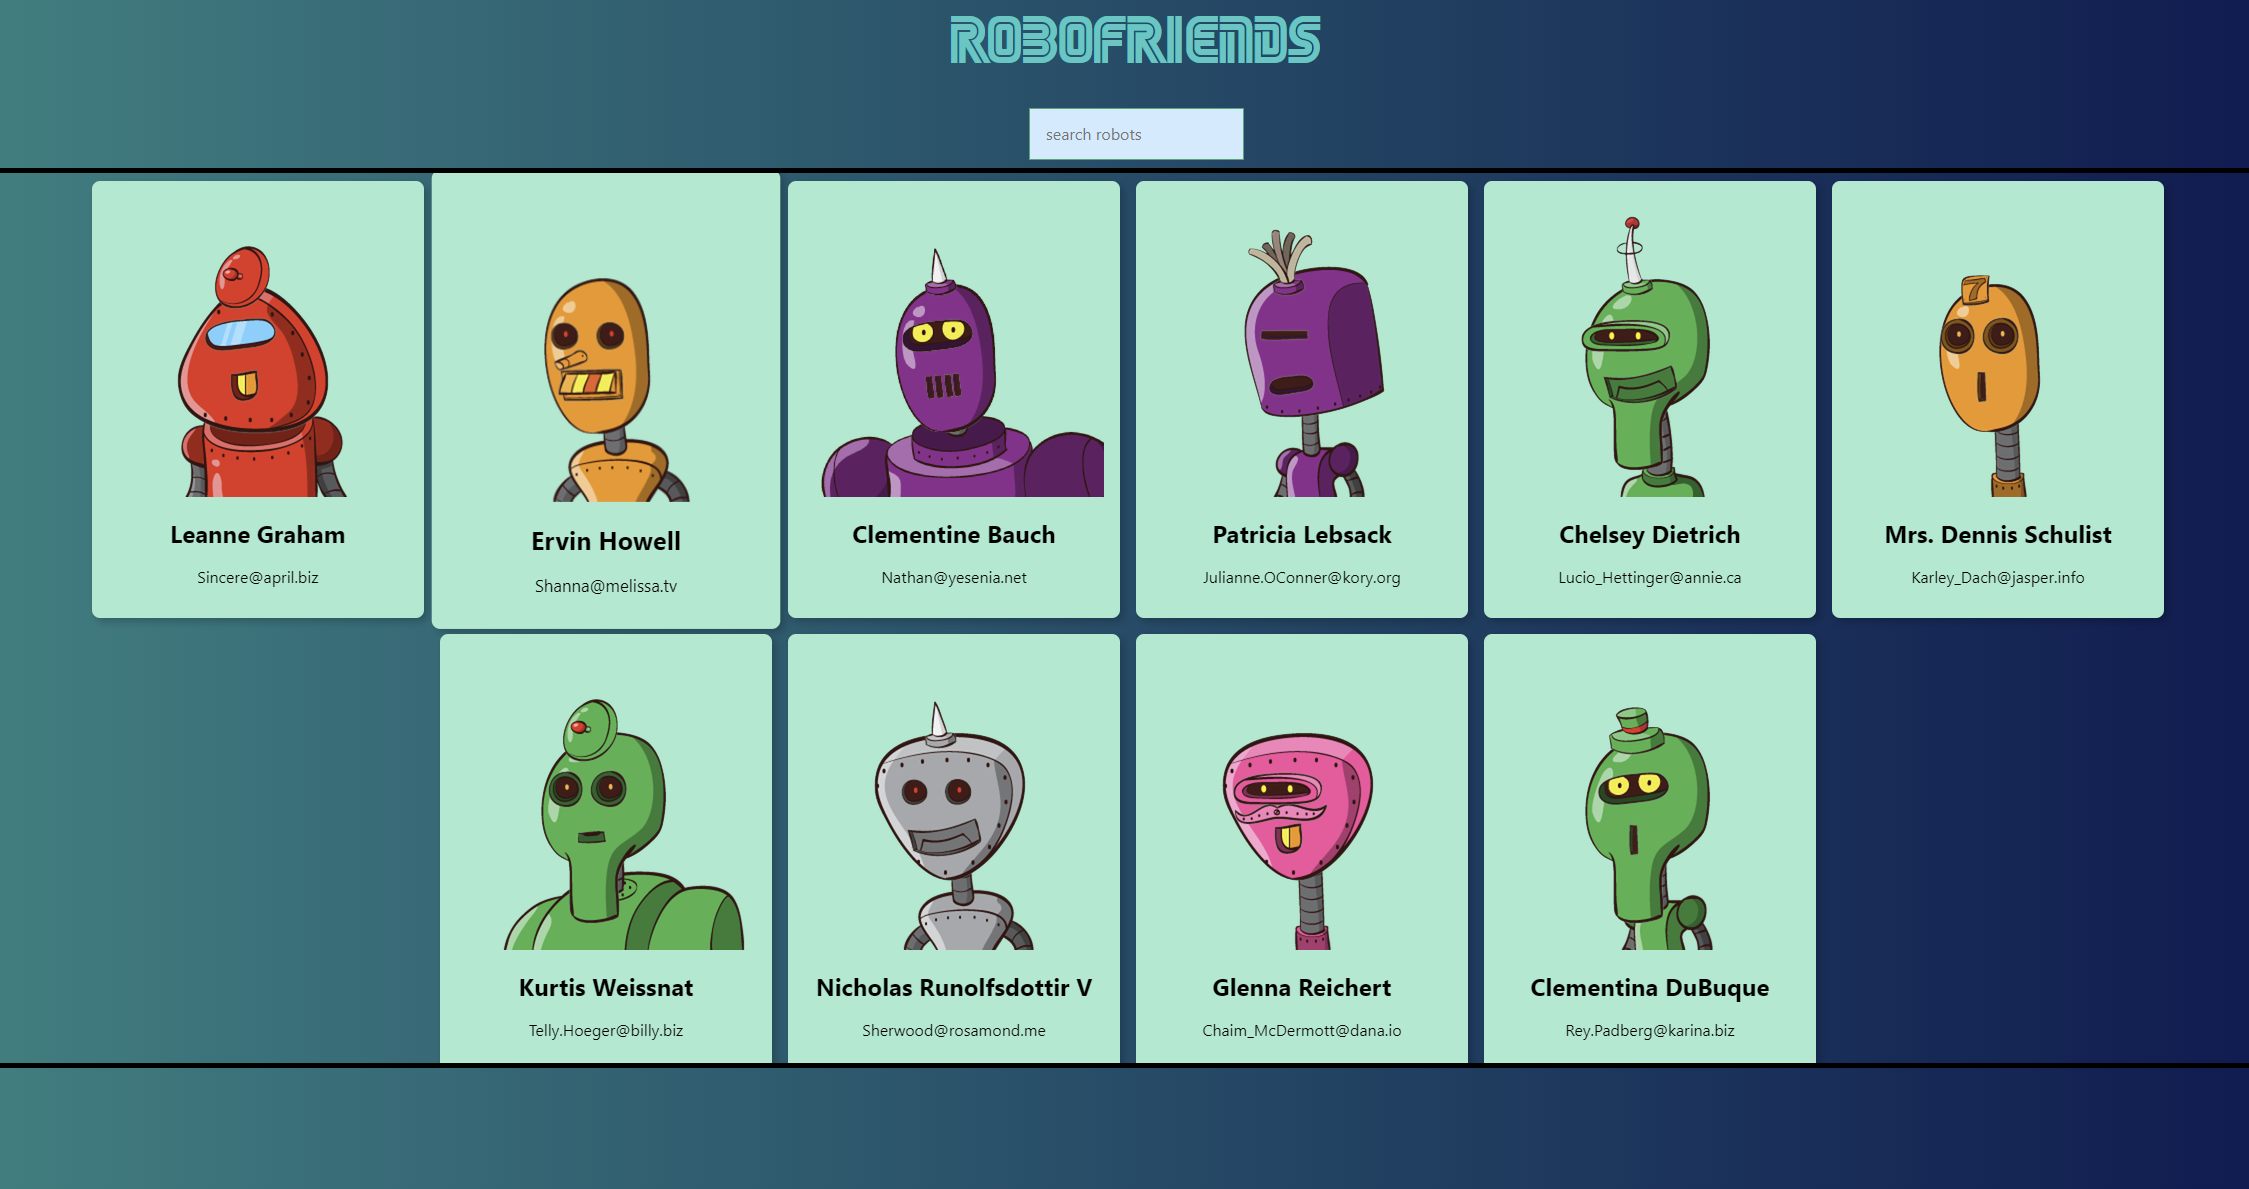 ROBOFRIENDS
search robots
7
Leanne Graham
Sincere@april.biz
Ervin Howell
Shanna@melissa.tv
Clementine Bauch
Nathan@yesenia.net
Patricia Lebsack
Julianne.OConner@kory.org
Chelsey Dietrich
Lucio_Hettinger@annie.ca
Mrs. Dennis Schulist
Karley_Dach@jasper.info
Kurtis Weissnat
Telly.Hoeger@billy.biz
Nicholas Runolfsdottir V
Sherwood@rosamond.me
Glenna Reichert
Chaim_McDermott@dana.io
Clementina DuBuque
Rey.Padberg@karina.biz